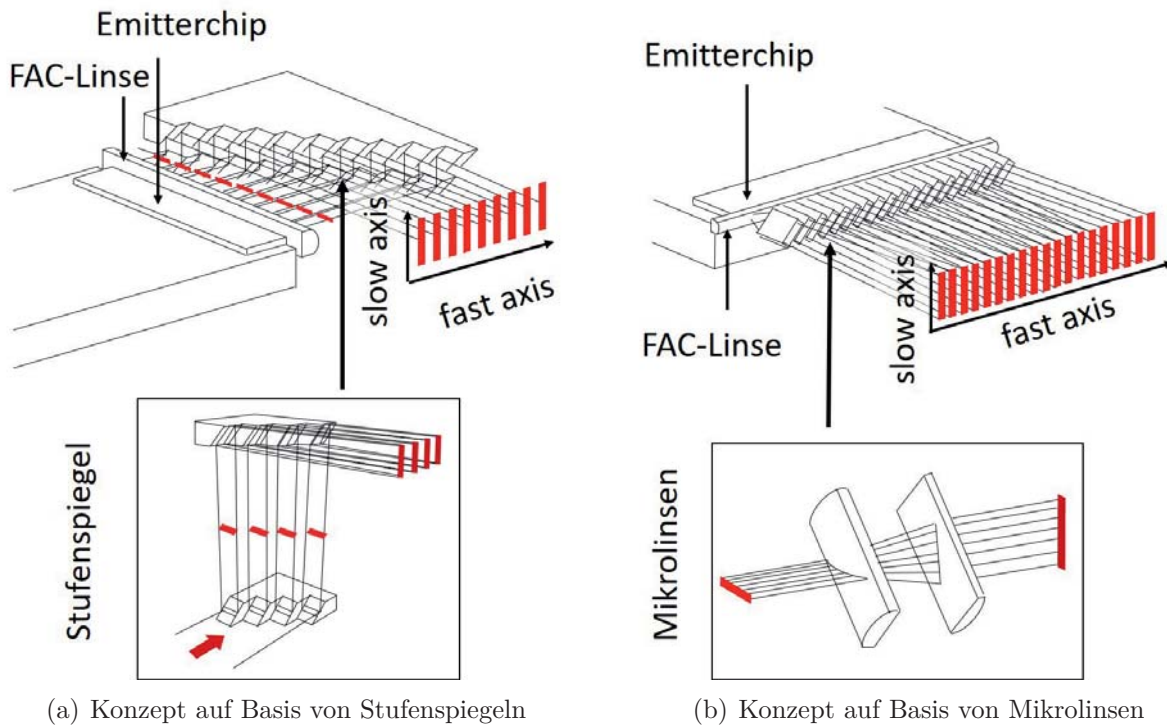 Emitterchip
FAC-Linse
slow axis
fast axis
Stufenspiegel
(a) Konzept auf Basis von Stufenspiegeln
Emitterchip
FAC-Linse
slow axis
fast axis
Mikrolinsen
(b) Konzept auf Basis von Mikrolinsen